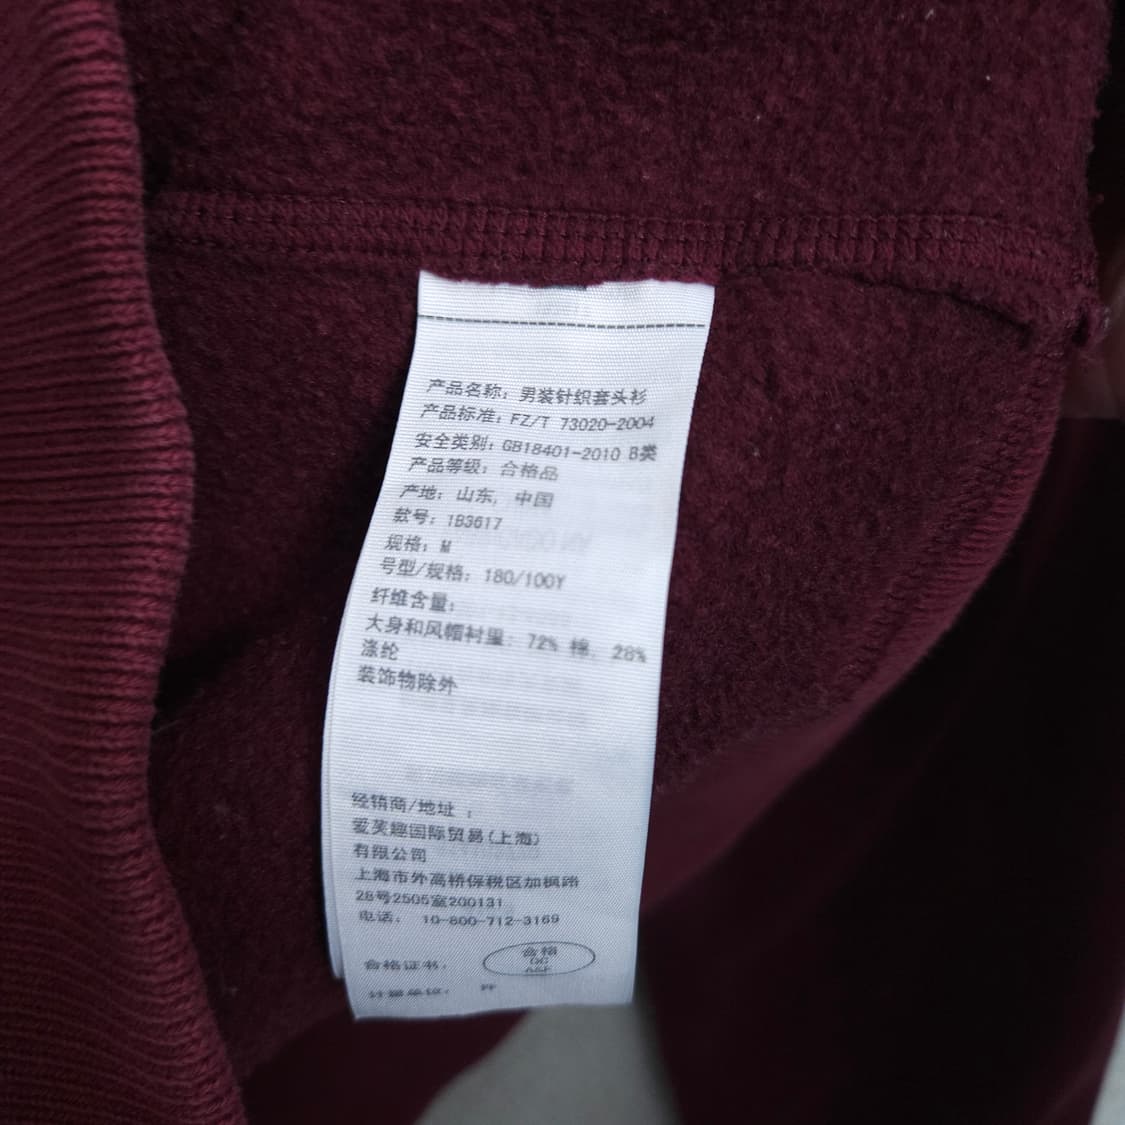 产品名称：男装针织套头衫
产品标准：FZ/T 73020-2004
安全类别：GB18401-2010 B类
产品等级：合格品
产地：山东，中国
款号：1B3617
规格：M
号型/规格：180/100Y
纤维含量：
大身和风帽衬里：72% 棉，28%
涤纶
装饰物除外
经销商/地址 ：
爱芙趣国际贸易(上海)
有限公司
上海市外高桥保税区加枫路
28号2505室200131
电话： 10-800-712-3169
合格证书：
合格
QC
计量单位：